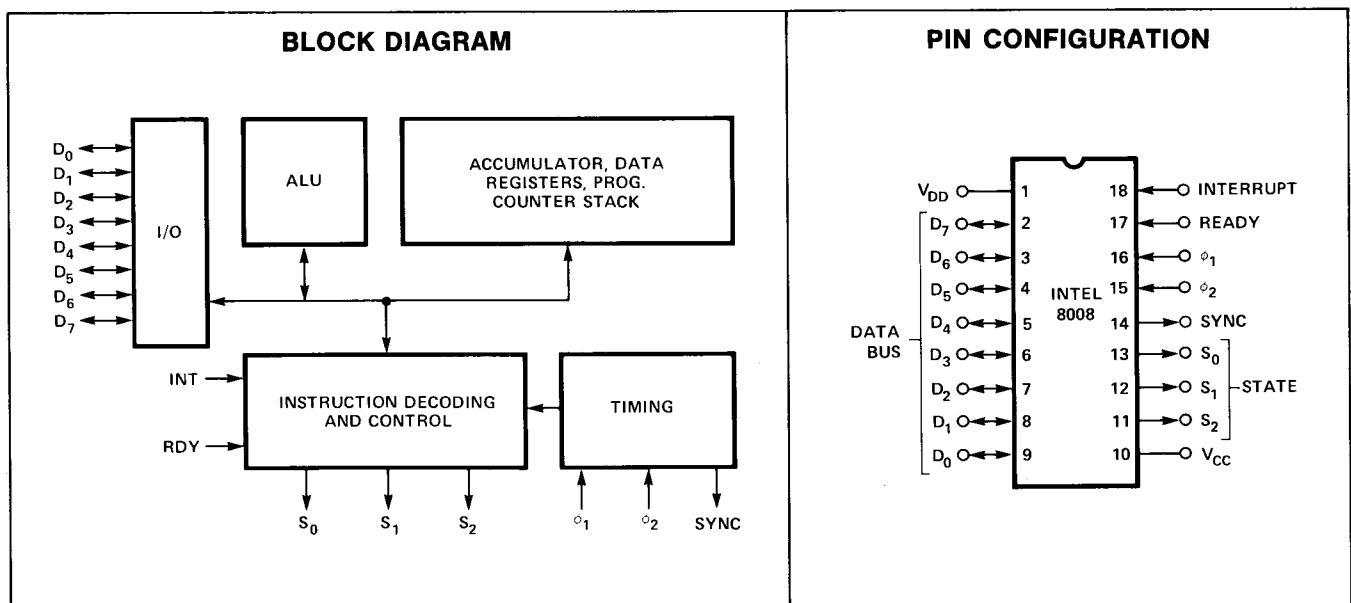 BLOCK DIAGRAM
D0
D1
D2
D3
D4
D5
D6
D7
I/O
ALU
ACCUMULATOR, DATA
REGISTERS, PROG.
COUNTER STACK
INT
RDY
INSTRUCTION DECODING
AND CONTROL
TIMING
S0
S1
S2
ϕ1
ϕ2
SYNC
PIN CONFIGURATION
VDD 1 18 INTERRUPT
D7 2 17 READY
D6 3 16 ϕ1
D5 4 15 ϕ2
INTEL
8008
D4 5 14 SYNC
DATA
BUS
D3 6 13 S0
D2 7 12 S1 STATE
D1 8 11 S2
D0 9 10 VCC